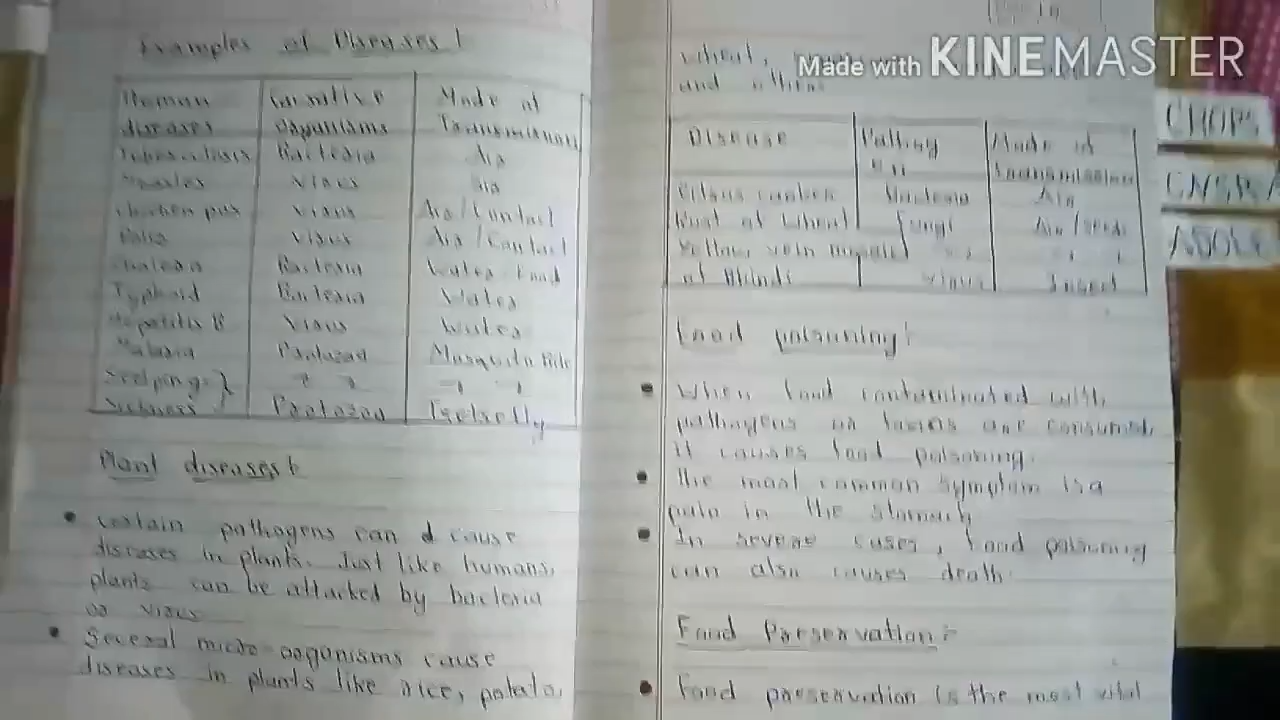 Examples of Diseases!
Human Causative Mode of
diseases Organisms Transmission
Tuberculosis Bacteria Air
Measles Virus Air
Chicken pox Virus Air/Contact
Polio Virus Air/Contact
Cholera Bacteria Water Food
Typhoid Bacteria Water
Hepatitis B Virus Water
Malaria Protozoa Mosquito Bite
Sleeping
Sickness Protozoa Tsetsefly
Plant diseases
• Certain pathogens can cause
diseases in plants. Just like humans,
plants can be attacked by bacteria
or virus
• Several micro-organisms cause
diseases in plants like rice, potato,
wheat,
and others
Made with KINEMASTER
Disease Pathog Mode of
en transmission
Citrus canker Bacteria Air
Rust of Wheat Fungi Air/seeds
Yellow vein mosaic
of Bhindi Virus Insect
Food poisoning:
• When food contaminated with
pathogens or toxins are consumed,
it causes food poisoning.
• The most common symptom is a
pain in the stomach
• In severe cases, food poisoning
can also causes death.
Food Preservation:
• Food preservation is the most vital
CROPS